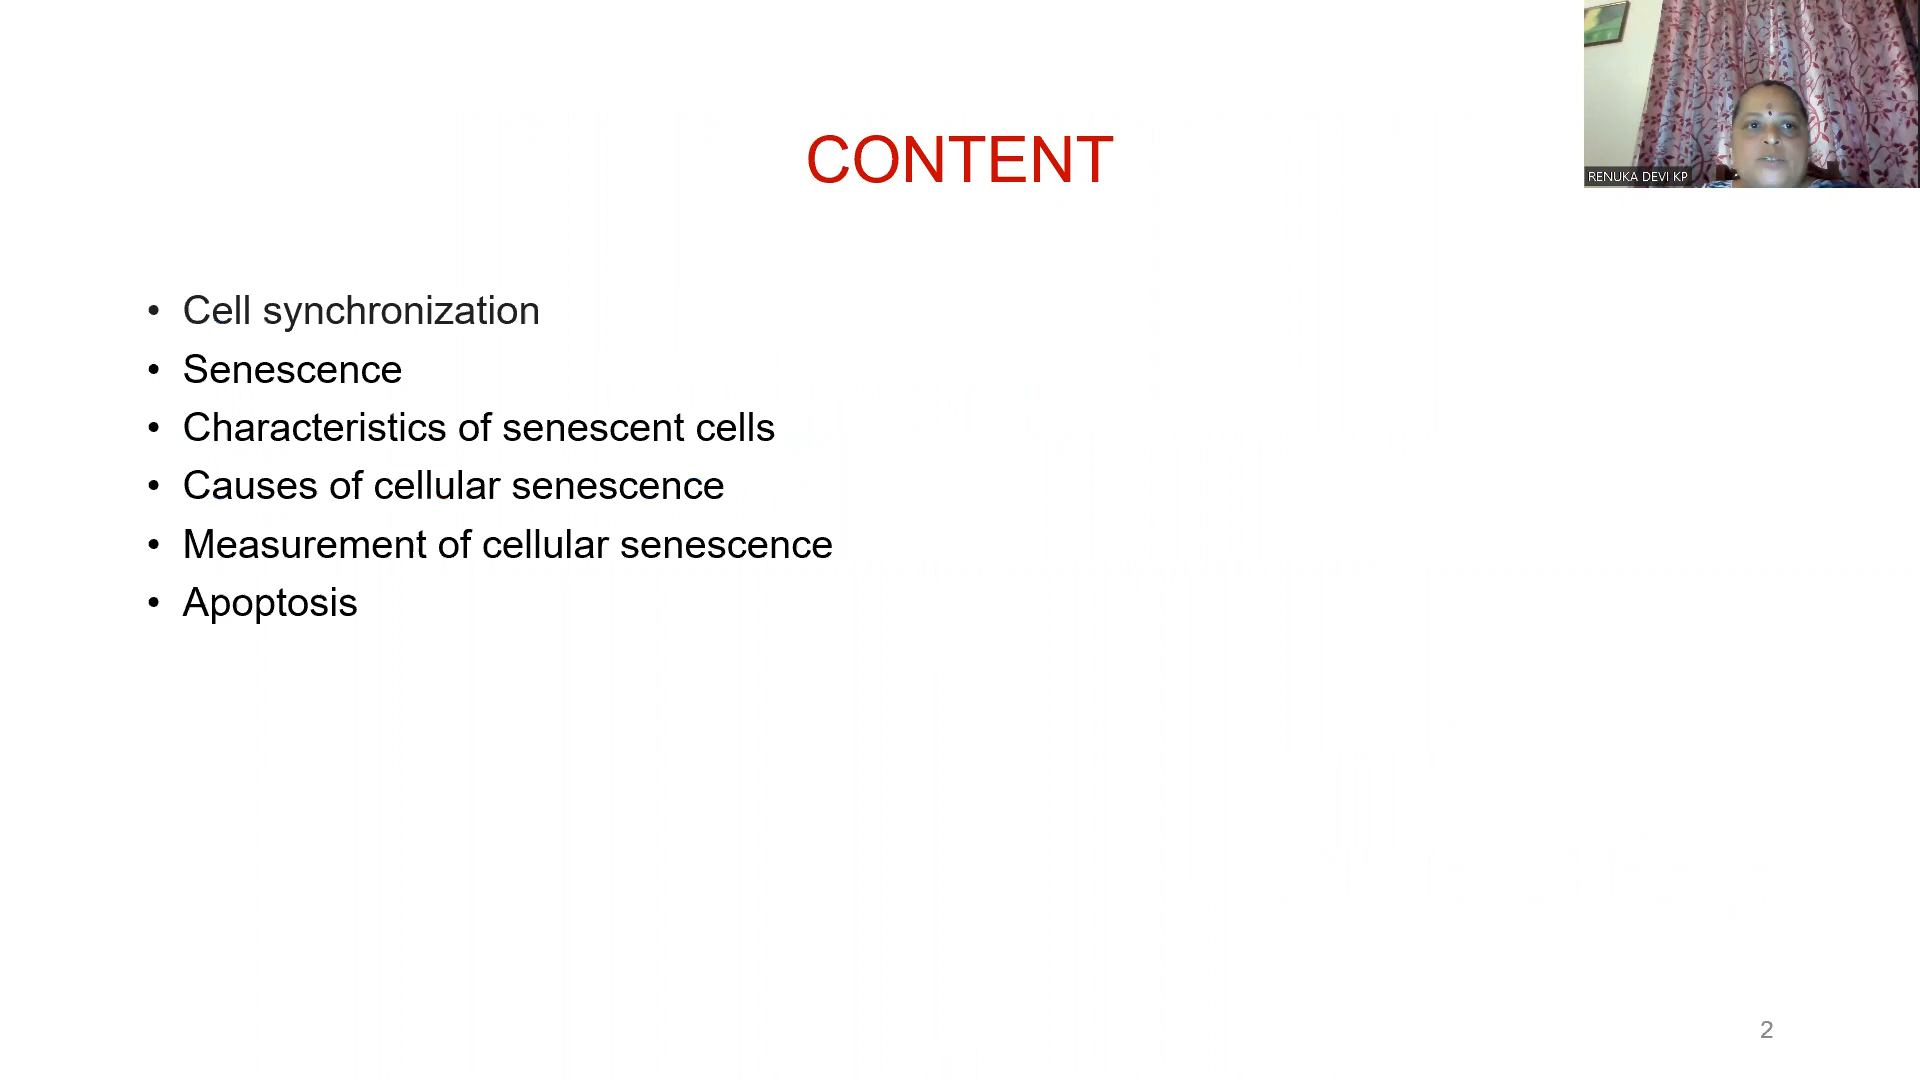 CONTENT
RENUKA DEVI KP
• Cell synchronization
• Senescence
• Characteristics of senescent cells
• Causes of cellular senescence
• Measurement of cellular senescence
• Apoptosis
2